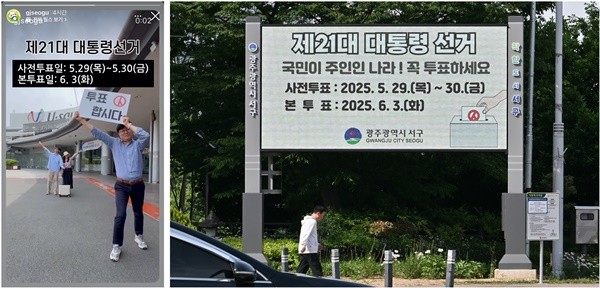 gjseogu 8시간
0:02
제21대 대통령선거
사전투표일: 5.29(목)~5.30(금)
본투표일: 6. 3(화)
투표
합시다
U-SQU
광주광역시 서구
제21대 대통령 선거
국민이 주인인 나라! 꼭 투표하세요
사전투표 : 2025. 5. 29.(목) ~ 30.(금)
본 투 표 : 2025. 6. 3.(화)
광주광역시 서구
GWANGJU CITY SEOGU